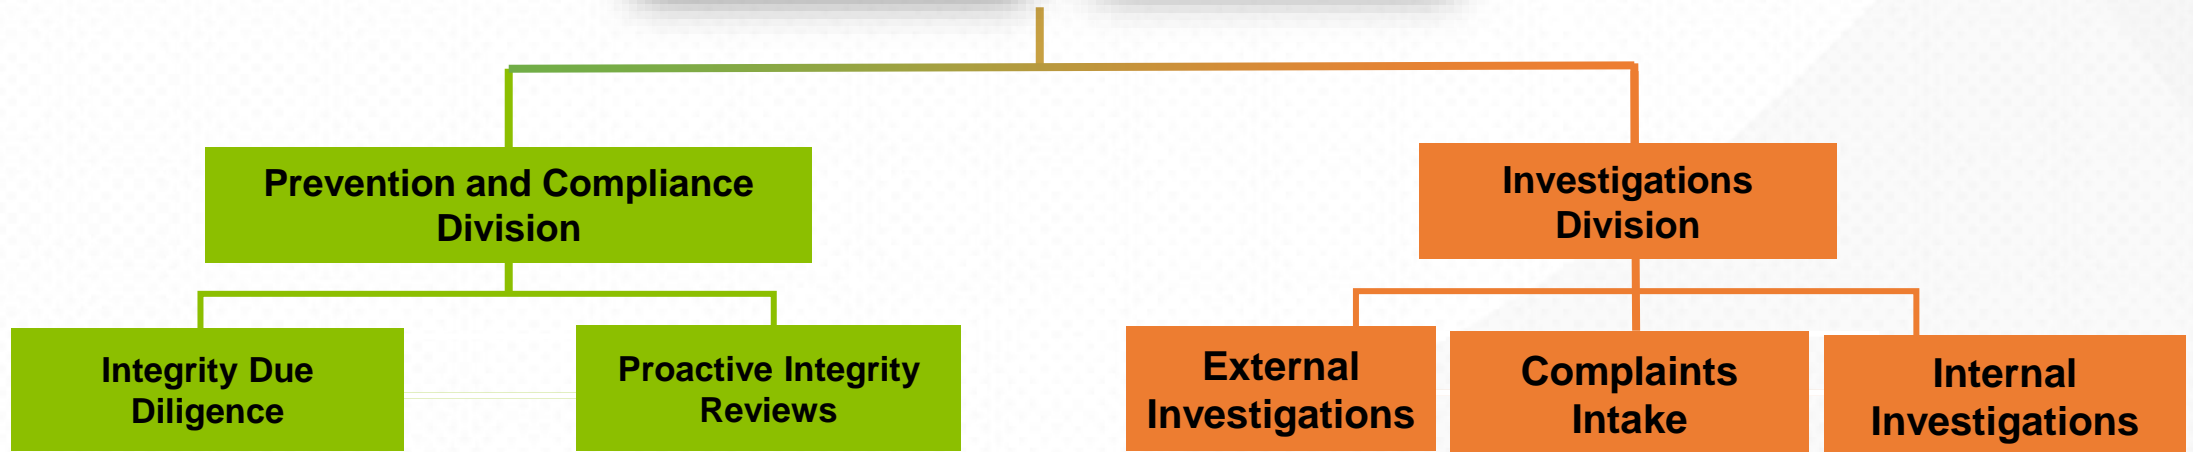 Prevention and Compliance
Division
Investigations
Division
Integrity Due
Diligence
Proactive Integrity
Reviews
External
Investigations
Complaints
Intake
Internal
Investigations